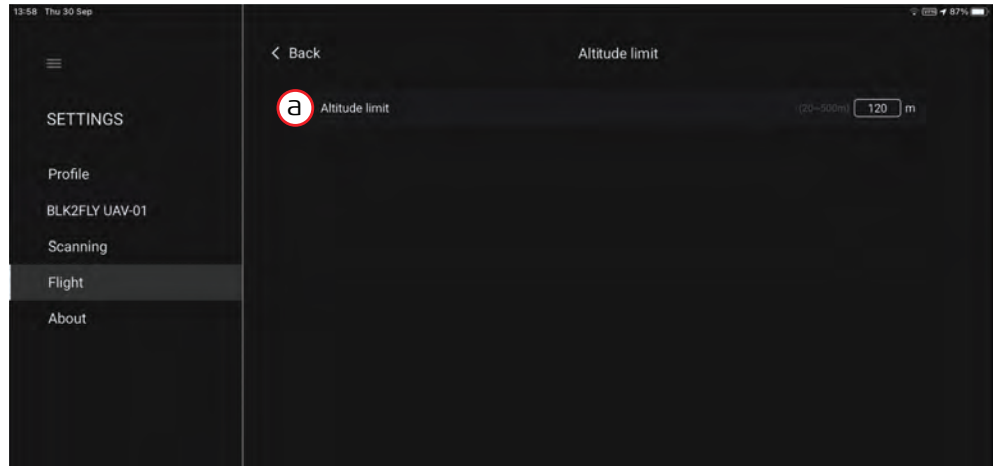 13:58 Thu 30 Sep
VPN 87%
< Back
Altitude limit
SETTINGS
a Altitude limit (20~500m) 120 m
Profile
BLK2FLY UAV-01
Scanning
Flight
About